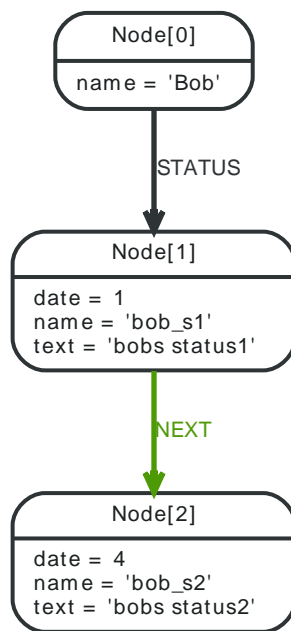 Node[0]
name = 'Bob'
STATUS
Node[1]
date = 1
name = 'bob_s1'
text = 'bobs status1'
NEXT
Node[2]
date = 4
name = 'bob_s2'
text = 'bobs status2'